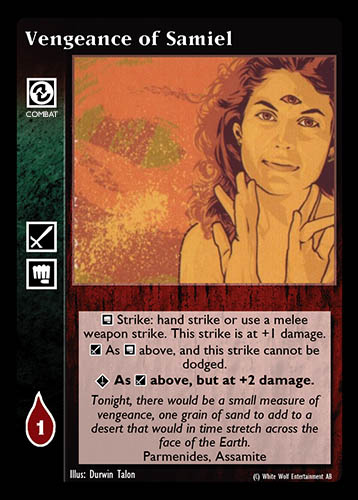 Vengeance of Samiel
COMBAT
Strike: hand strike or use a melee
weapon strike. This strike is at +1 damage.
As above, and this strike cannot be
dodged.
As above, but at +2 damage.
Tonight, there would be a small measure of
vengeance, one grain of sand to add to a
desert that would in time stretch across the
face of the Earth.
Parmenides, Assamite
1
Illus: Durwin Talon
(C) White Wolf Entertainment AB